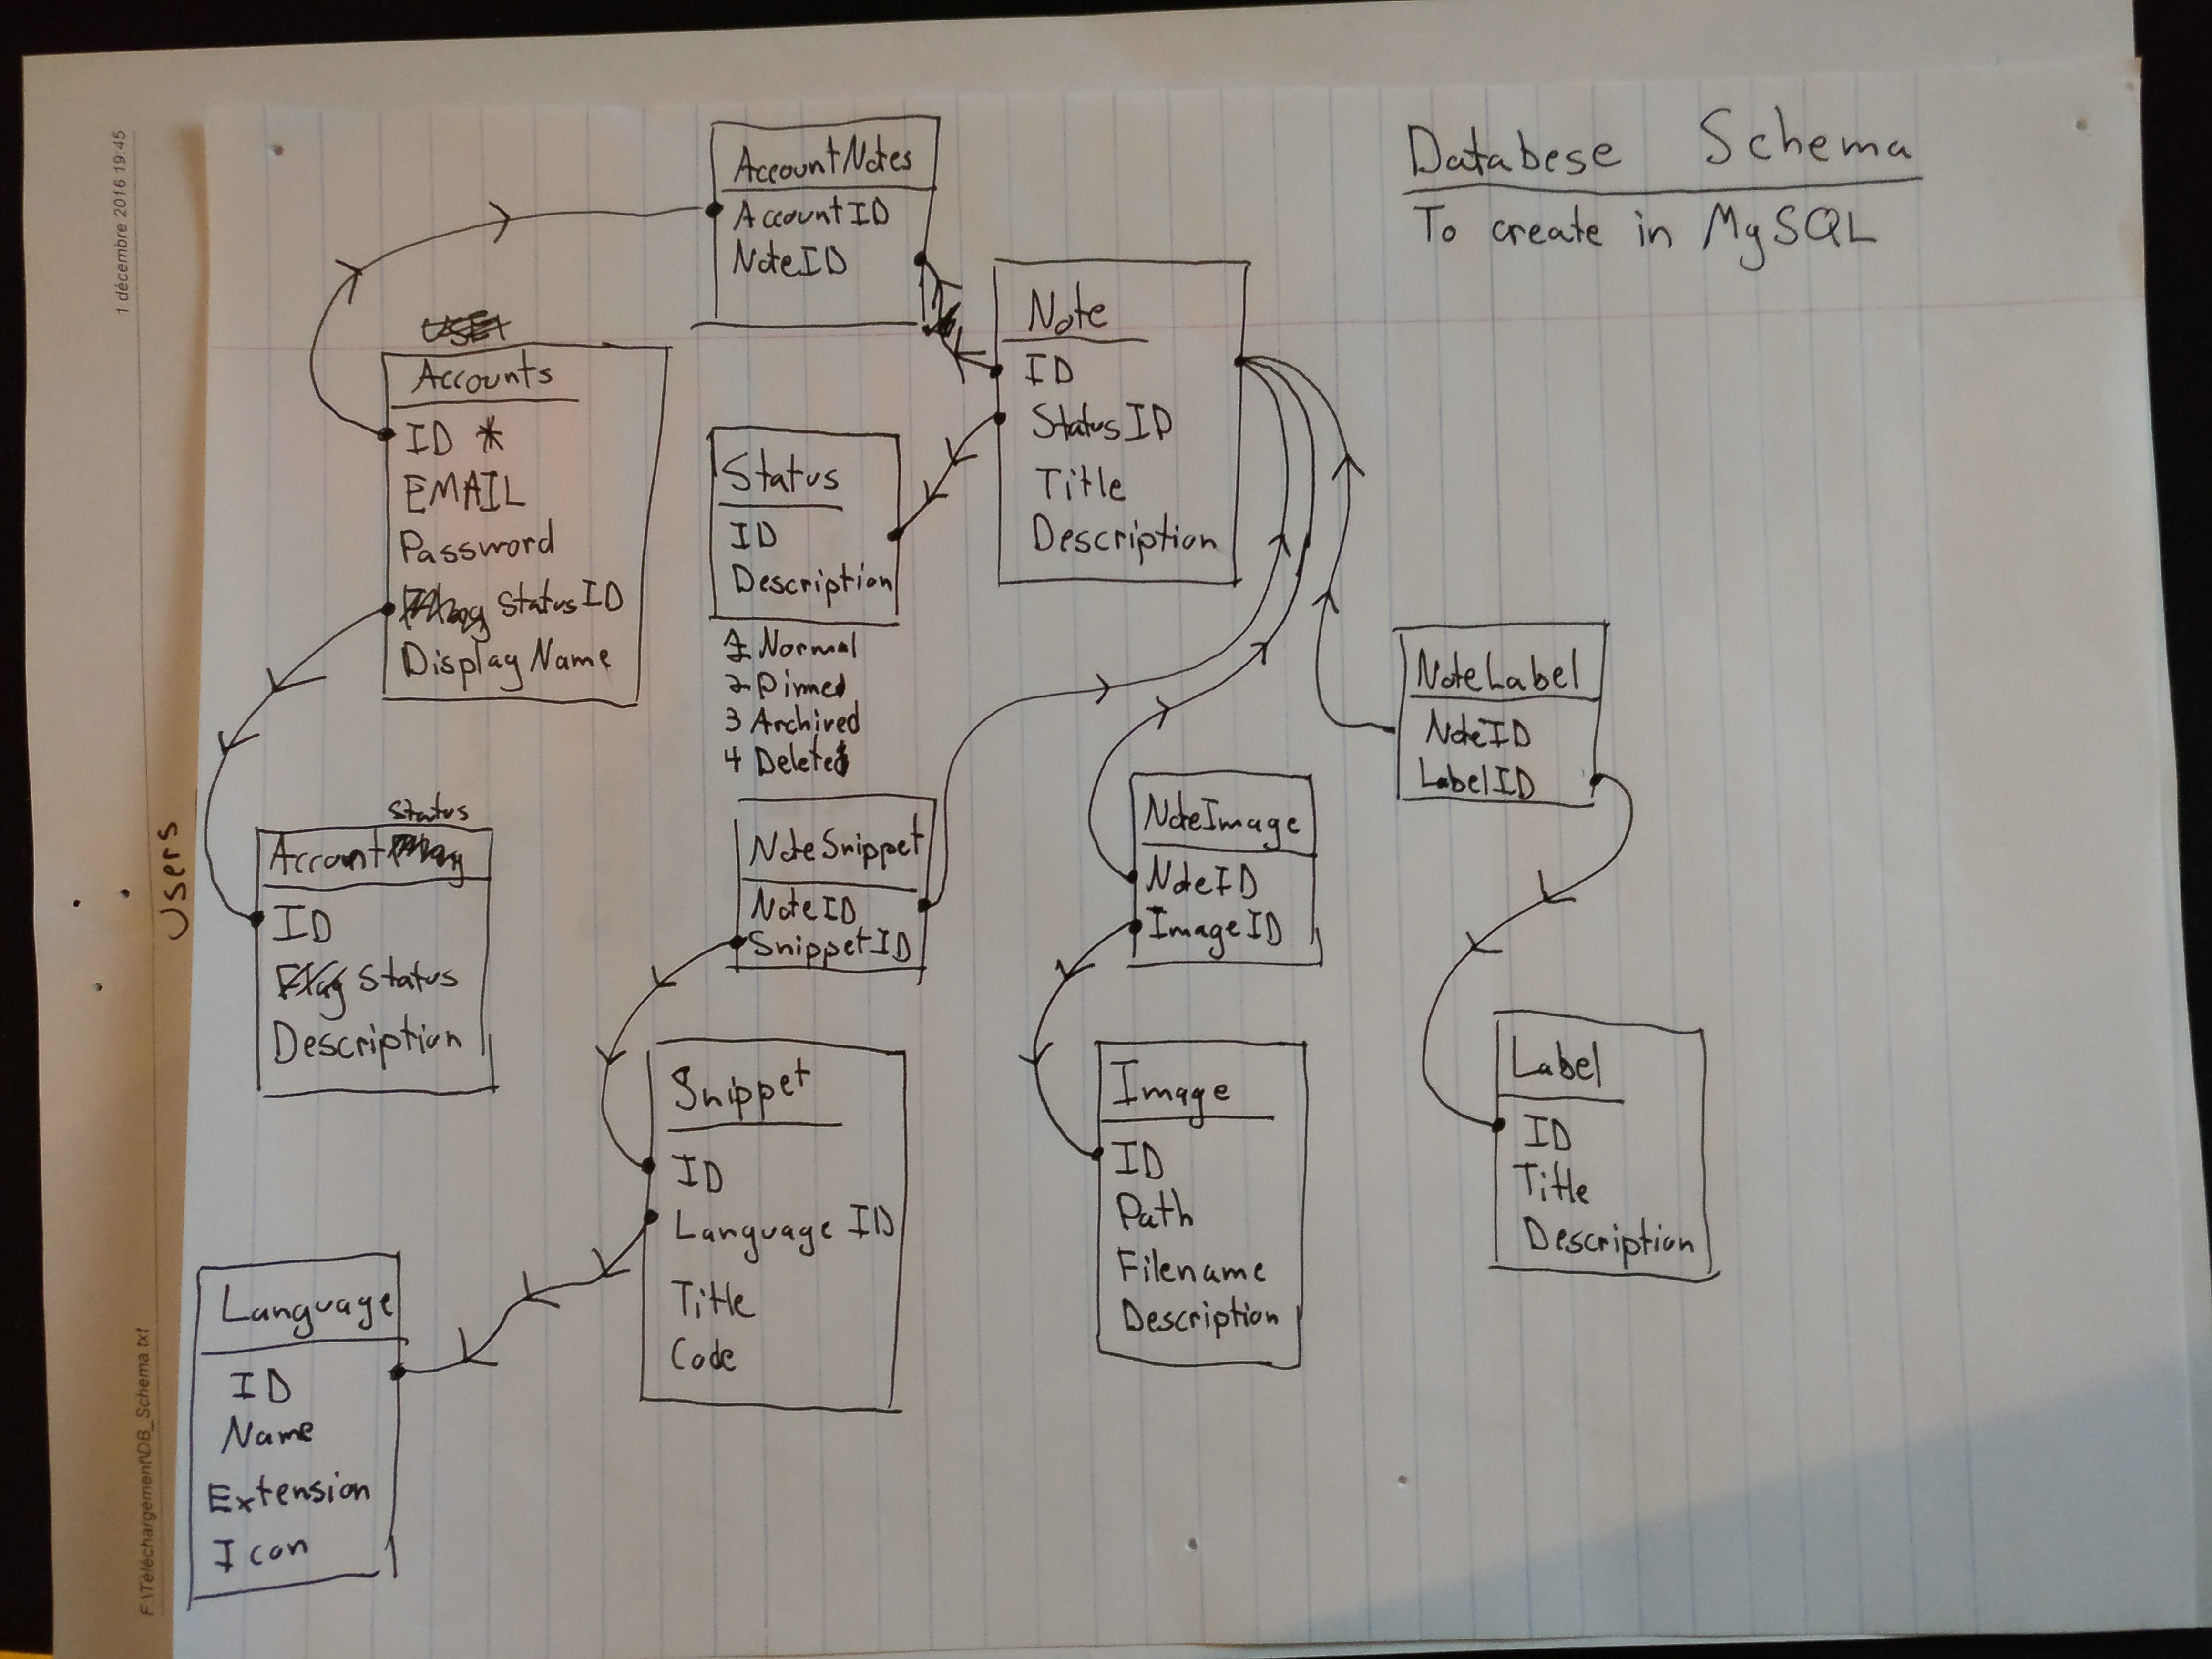 Databese Schema
To create in MySQL
AccountNotes
AccountID
NoteID
Note
ID
StatusID
Title
Description
USER
Accounts
ID *
EMAIL
Password
StatusID
Display Name
Status
ID
Description
1 Normal
2 Pinned
3 Archived
4 Deleted
NoteLabel
NoteID
LabelID
Status
Account
ID
Flag Status
Description
NoteSnippet
NoteID
SnippetID
NoteImage
NoteID
ImageID
Snippet
ID
Language ID
Title
Code
Image
ID
Path
Filename
Description
Label
ID
Title
Description
Language
ID
Name
Extension
Icon
1 décembre 2016 19:45
Users
F:\Téléchargement\DB_Schema.txt